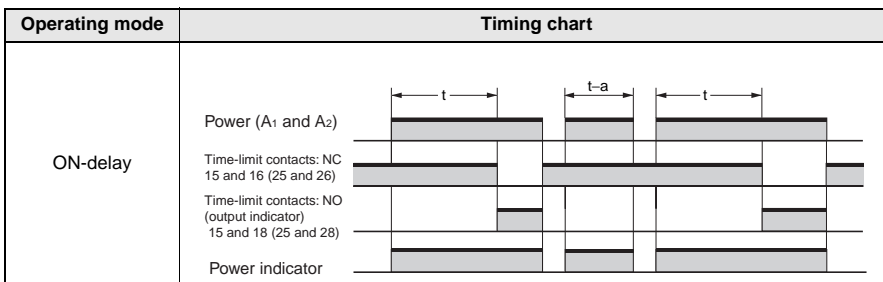 Operating mode
Timing chart
ON-delay
t
t–a
t
Power (A1 and A2)
Time-limit contacts: NC
15 and 16 (25 and 26)
Time-limit contacts: NO
(output indicator)
15 and 18 (25 and 28)
Power indicator